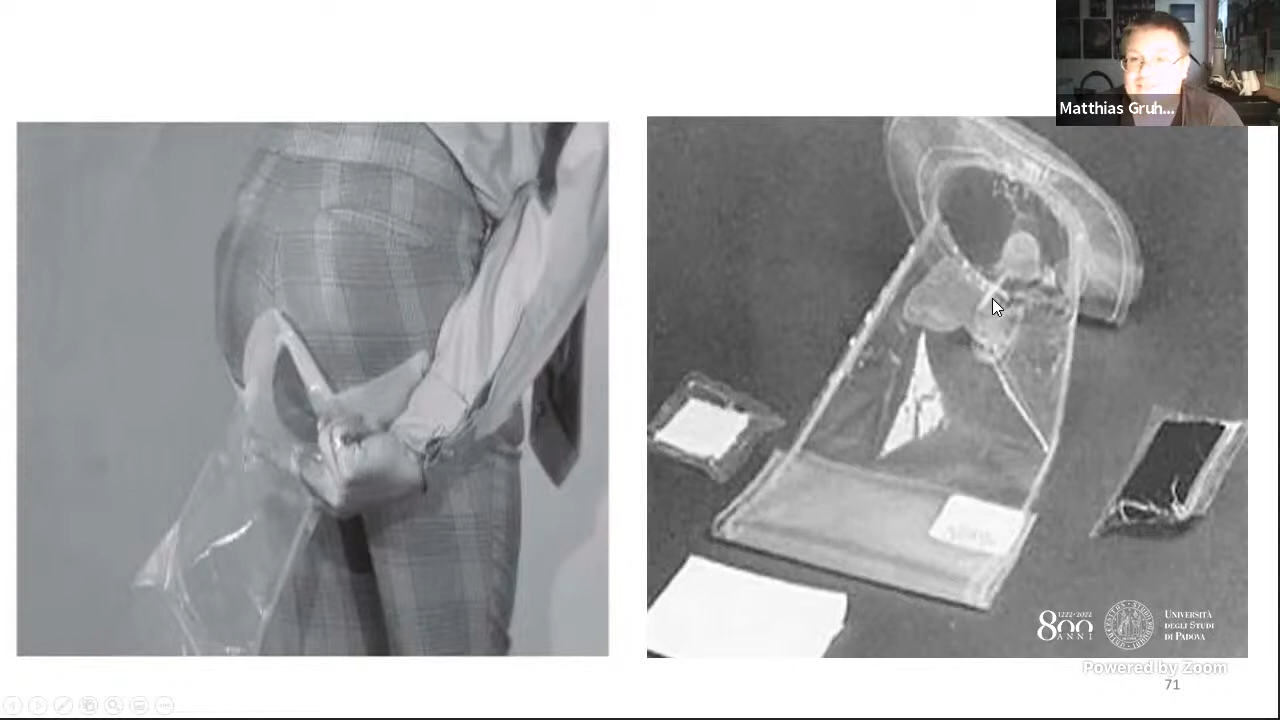 Matthias Gruh...
1222·2022
800
ANNI
UNIVERSITÀ
DEGLI STUDI
DI PADOVA
Powered by Zoom
71